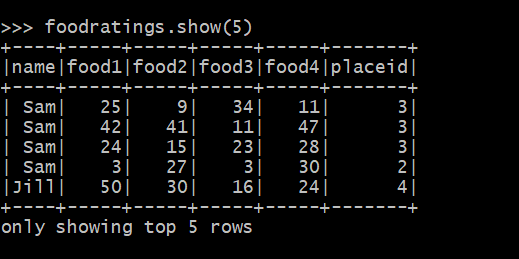 >>> foodratings.show(5)
+----+-----+-----+-----+-----+-------+
|name|food1|food2|food3|food4|placeid|
+----+-----+-----+-----+-----+-------+
| Sam|   25|    9|   34|   11|      3|
| Sam|   42|   41|   11|   47|      3|
| Sam|   24|   15|   23|   28|      3|
| Sam|    3|   27|    3|   30|      2|
|Jill|   50|   30|   16|   24|      4|
+----+-----+-----+-----+-----+-------+
only showing top 5 rows